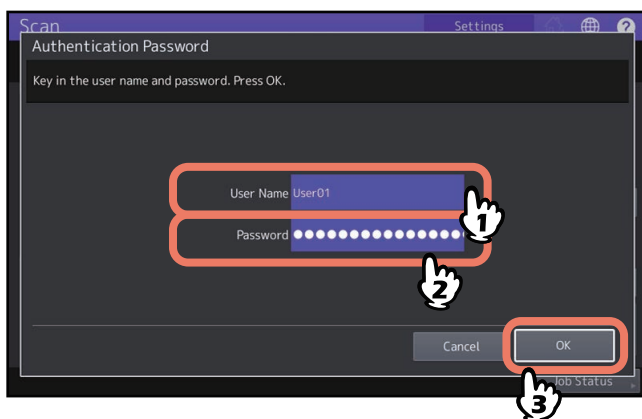 Scan
Settings
?
Authentication Password
Key in the user name and password. Press OK.
User Name User01
1
Password ●●●●●●●●●●●●●●●
2
Cancel
OK
Job Status
3